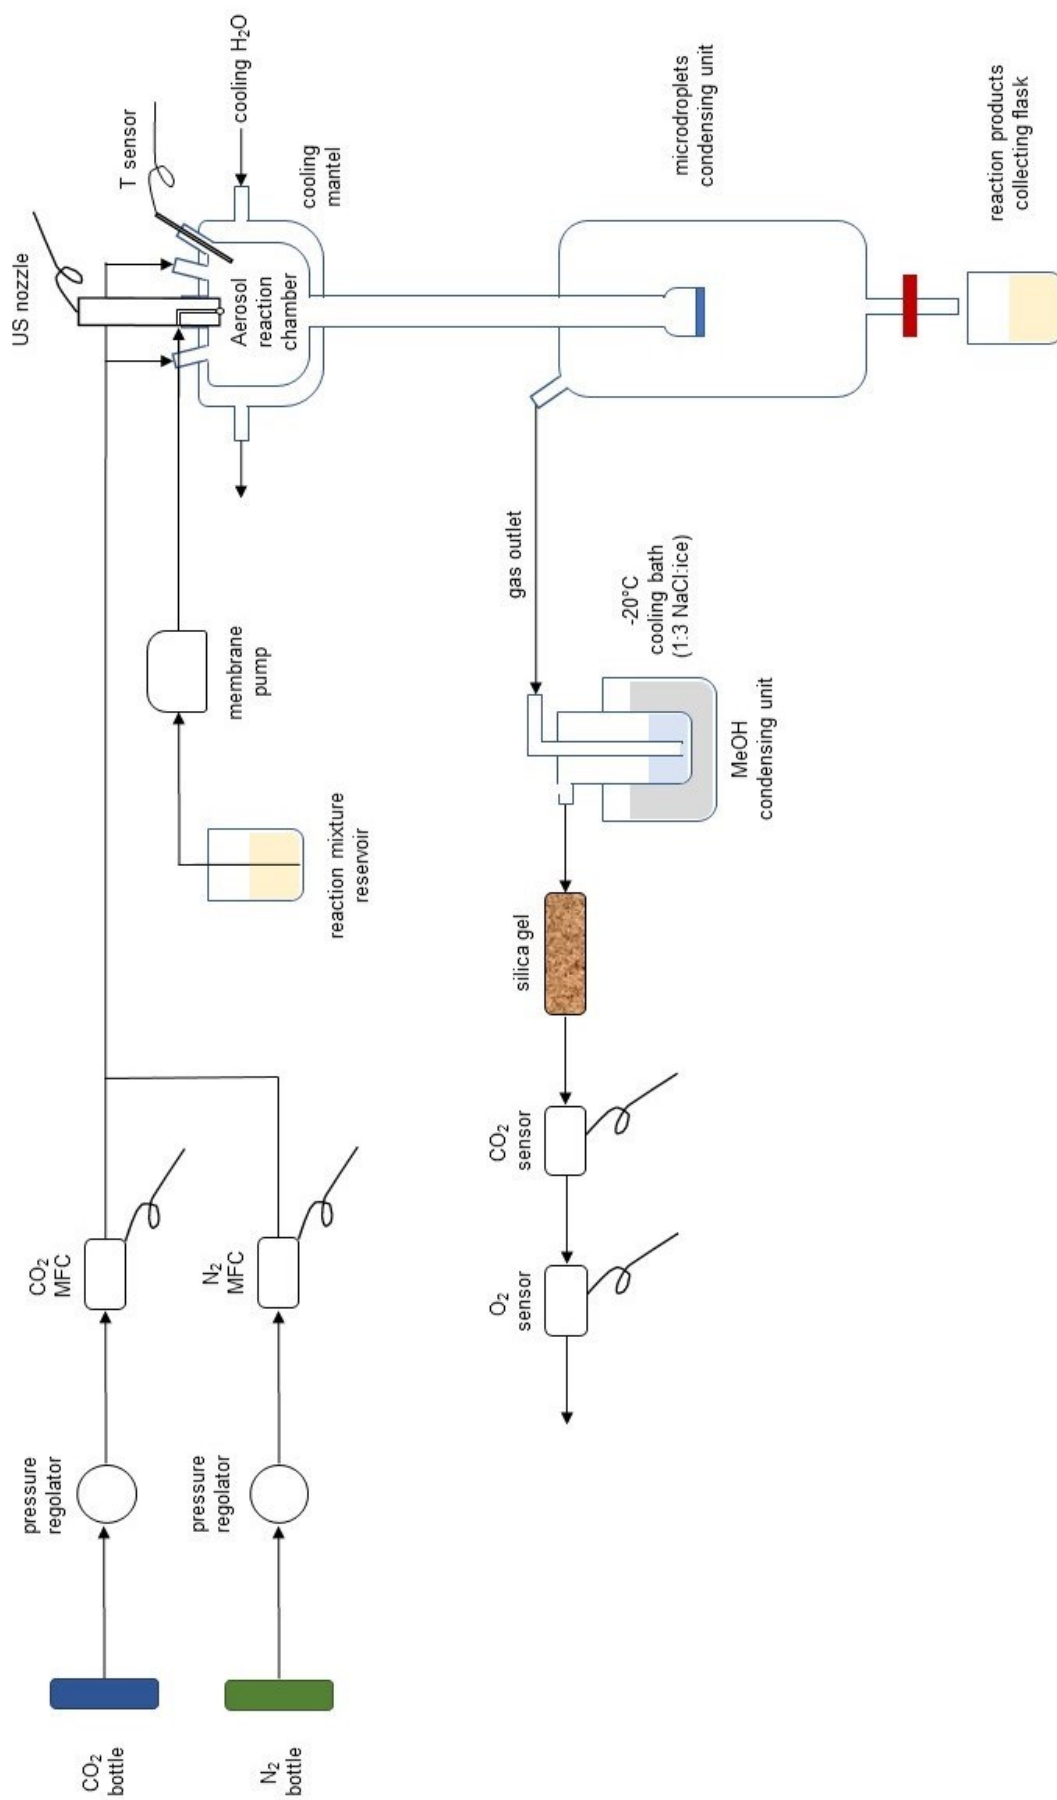 CO₂
bottle
pressure
regolator
CO₂
MFC
N₂
bottle
pressure
regolator
N₂
MFC
US nozzle
T sensor
cooling H₂O
cooling
mantel
Aerosol
reaction
chamber
membrane
pump
reaction mixture
reservoir
microdroplets
condensing unit
reaction products
collecting flask
gas outlet
-20°C
cooling bath
(1:3 NaCl:ice)
MeOH
condensing unit
silica gel
CO₂
sensor
O₂
sensor